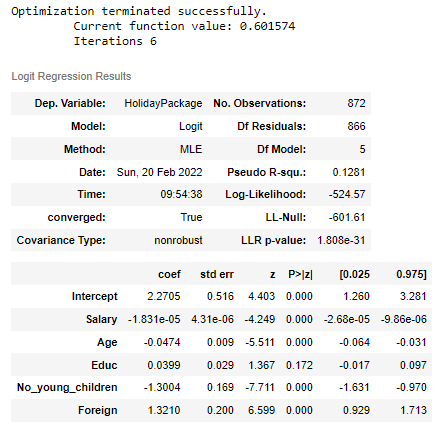 Optimization terminated successfully.
Current function value: 0.601574
Iterations 6
Logit Regression Results
Dep. Variable: HolidayPackage No. Observations: 872
Model: Logit Df Residuals: 866
Method: MLE Df Model: 5
Date: Sun, 20 Feb 2022 Pseudo R-squ.: 0.1281
Time: 09:54:38 Log-Likelihood: -524.57
converged: True LL-Null: -601.61
Covariance Type: nonrobust LLR p-value: 1.808e-31
coef std err z P>|z| [0.025 0.975]
Intercept 2.2705 0.516 4.403 0.000 1.260 3.281
Salary -1.831e-05 4.31e-06 -4.249 0.000 -2.68e-05 -9.86e-06
Age -0.0474 0.009 -5.511 0.000 -0.064 -0.031
Educ 0.0399 0.029 1.367 0.172 -0.017 0.097
No_young_children -1.3004 0.169 -7.711 0.000 -1.631 -0.970
Foreign 1.3210 0.200 6.599 0.000 0.929 1.713